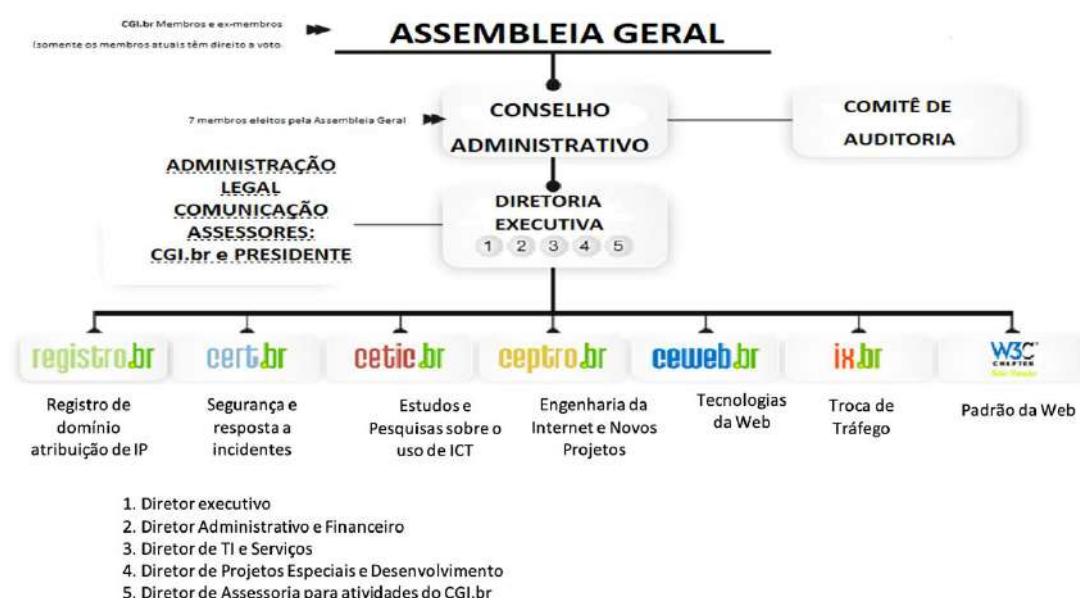 CGI.br Membros e ex-membros
(somente os membros atuais têm direito a voto.
ASSEMBLEIA GERAL
7 membros eleitos pela Assembleia Geral
CONSELHO
ADMINISTRATIVO
COMITÊ DE
AUDITORIA
ADMINISTRAÇÃO
LEGAL
COMUNICAÇÃO
ASSESSORES:
CGI.br e PRESIDENTE
DIRETORIA
EXECUTIVA
1 2 3 4 5
registro.br
cert.br
cetic.br
ceptro.br
ceweb.br
ix.br
W3C
CHAPTER
São Paulo
Registro de
domínio
atribuição de IP
Segurança e
resposta a
incidentes
Estudos e
Pesquisas sobre o
uso de ICT
Engenharia da
Internet e Novos
Projetos
Tecnologias
da Web
Troca de
Tráfego
Padrão da Web
1. Diretor executivo
2. Diretor Administrativo e Financeiro
3. Diretor de TI e Serviços
4. Diretor de Projetos Especiais e Desenvolvimento
5. Diretor de Assessoria para atividades do CGI.br